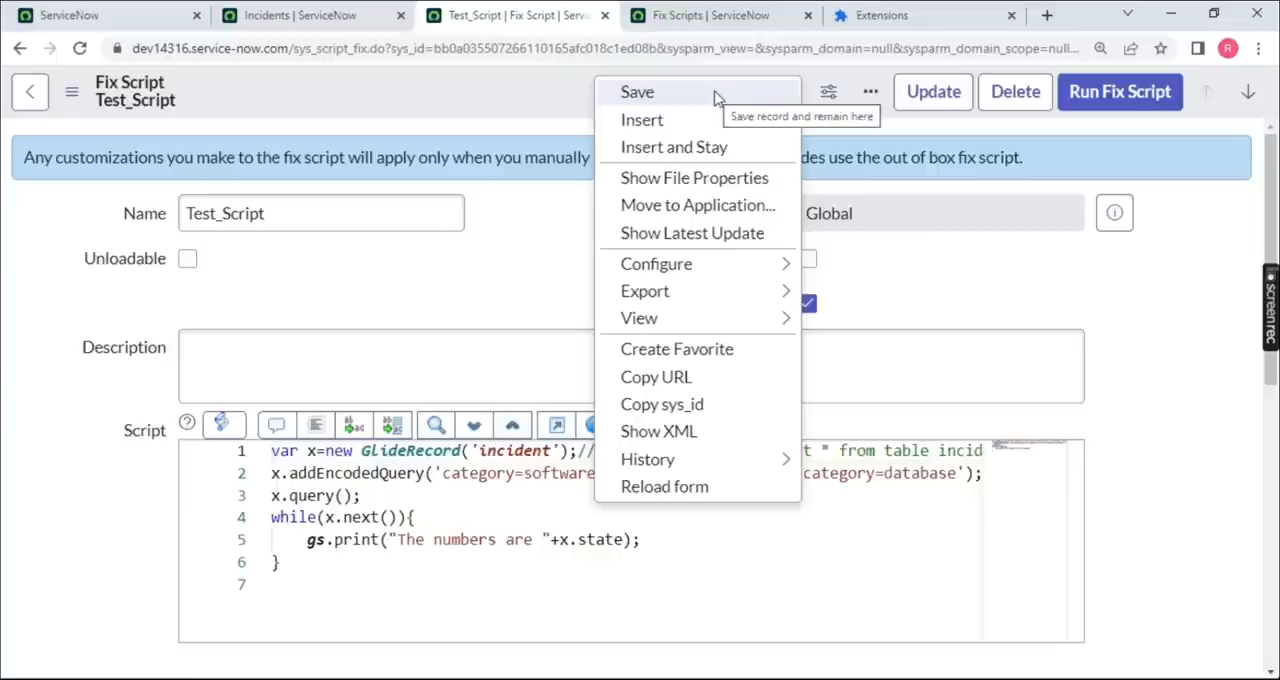 ServiceNow
Incidents | ServiceNow
Test_Script | Fix Script | Servic
Fix Scripts | ServiceNow
Extensions
dev14316.service-now.com/sys_script_fix.do?sys_id=bb0a035507266110165afc018c1ed08b&sysparm_view=&sysparm_domain=null&sysparm_domain_scope=null...
R
Fix Script
Test_Script
Update
Delete
Run Fix Script
Save
Save record and remain here
Insert
Insert and Stay
Show File Properties
Move to Application...
Show Latest Update
Configure
Export
View
Create Favorite
Copy URL
Copy sys_id
Show XML
History
Reload form
Any customizations you make to the fix script will apply only when you manually
des use the out of box fix script.
Name
Test_Script
Global
Unloadable
Description
Script
1 var x=new GlideRecord('incident');//
t * from table incid
2 x.addEncodedQuery('category=software
category=database');
3 x.query();
4 while(x.next()){
5 gs.print("The numbers are "+x.state);
6 }
7
screenrec